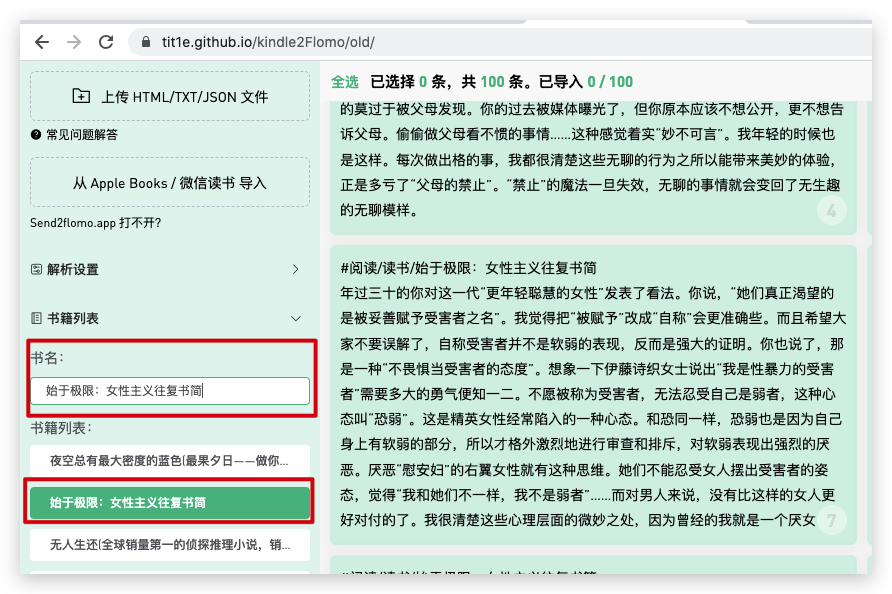 tit1e.github.io/kindle2Flomo/old/
上传 HTML/TXT/JSON 文件
常见问题解答
从 Apple Books / 微信读书 导入
Send2flomo.app 打不开?
解析设置
书籍列表
书名：
始于极限：女性主义往复书简
书籍列表：
夜空总有最大密度的蓝色(最果夕日——做你...
始于极限：女性主义往复书简
无人生还(全球销量第一的侦探推理小说，销...
全选 已选择 0 条，共 100 条。已导入 0 / 100
的莫过于被父母发现。你的过去被媒体曝光了，但你原本应该不想公开，更不想告
诉父母。偷偷做父母看不惯的事情……这种感觉着实“妙不可言”。我年轻的时候也
是这样。每次做出格的事，我都很清楚这些无聊的行为之所以能带来美妙的体验，
正是多亏了“父母的禁止”。“禁止”的魔法一旦失效，无聊的事情就会变回了无生趣
的无聊模样。
4
#阅读/读书/始于极限：女性主义往复书简
年过三十的你对这一代“更年轻聪慧的女性”发表了看法。你说，“她们真正渴望的
是被妥善赋予受害者之名”。我觉得把“被赋予”改成“自称”会更准确些。而且希望大
家不要误解了，自称受害者并不是软弱的表现，反而是强大的证明。你也说了，那
是一种“不畏惧当受害者的态度”。想象一下伊藤诗织女士说出“我是性暴力的受害
者”需要多大的勇气便知一二。不愿被称为受害者，无法忍受自己是弱者，这种心
态叫“恐弱”。这是精英女性经常陷入的一种心态。和恐同一样，恐弱也是因为自己
身上有软弱的部分，所以才格外激烈地进行审查和排斥，对软弱表现出强烈的厌
恶。厌恶“慰安妇”的右翼女性就有这种思维。她们不能忍受女人摆出受害者的姿
态，觉得“我和她们不一样，我不是弱者”……而对男人来说，没有比这样的女人更
好对付的了。我很清楚这些心理层面的微妙之处，因为曾经的我就是一个厌女
7
#阅读/读书/始于极限：女性主义往复书简